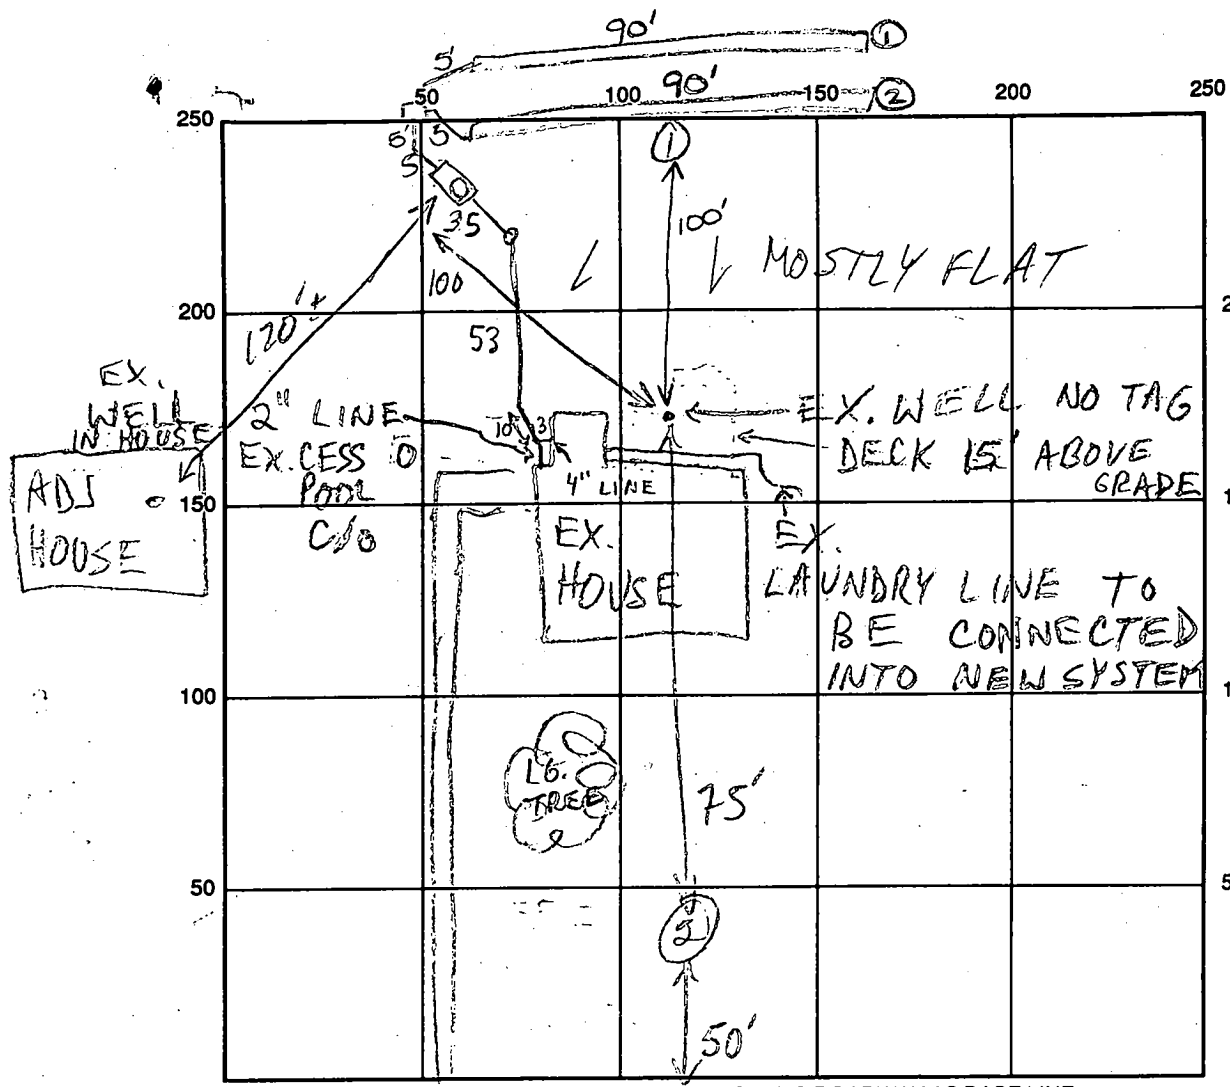 90' ①
5'
90' ②
50 100 150 200 250
250
5' 5
5
35
①
100'
MOSTLY FLAT
100
200
120'±
53
EX.
WELL
IN HOUSE
2" LINE
10 3
EX. WELL NO TAG
EX. CESS
POOL
C/O
4" LINE
DECK 15' ABOVE
GRADE
ADJ
HOUSE
150
EX.
HOUSE
EX.
LAUNDRY LINE TO
BE CONNECTED
INTO NEW SYSTEM
100
LG.
TREE
75'
50
②
50'